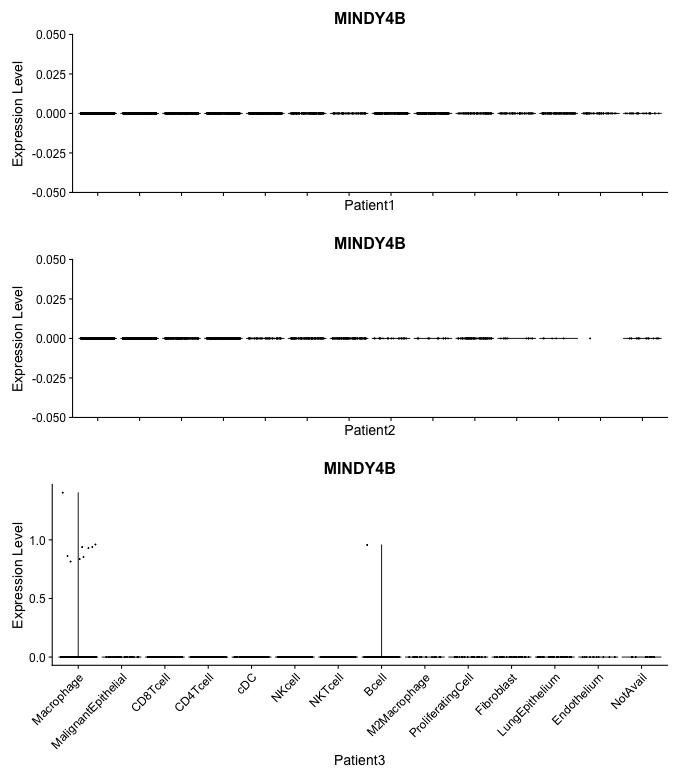 MINDY4B
Expression Level
0.050
0.025
0.000
-0.025
-0.050
Patient1
MINDY4B
Expression Level
0.050
0.025
0.000
-0.025
-0.050
Patient2
MINDY4B
Expression Level
1.0
0.5
0.0
Macrophage
MalignantEpithelial
CD8Tcell
CD4Tcell
cDC
NKcell
NKTcell
Bcell
M2Macrophage
ProliferatingCell
Fibroblast
LungEpithelium
Endothelium
NotAvail
Patient3